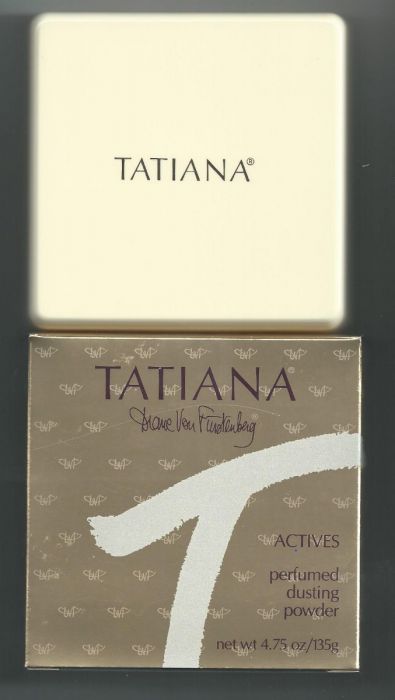 TATIANA®
TATIANA®
Diane Von Furstenberg®
ACTIVES
perfumed
dusting
powder
net wt 4.75 oz/135g